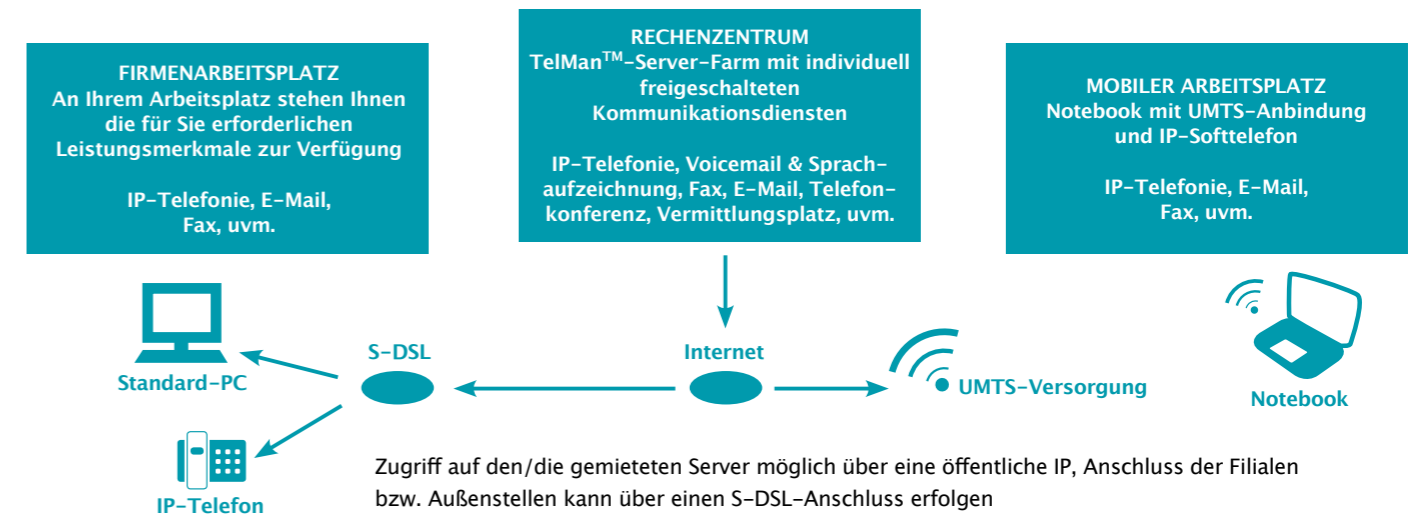 FIRMENARBEITSPLATZ
An Ihrem Arbeitsplatz stehen Ihnen
die für Sie erforderlichen
Leistungsmerkmale zur Verfügung
IP-Telefonie, E-Mail,
Fax, uvm.
RECHENZENTRUM
TelMan™-Server-Farm mit individuell
freigeschalteten
Kommunikationsdiensten
IP-Telefonie, Voicemail & Sprach-
aufzeichnung, Fax, E-Mail, Telefon-
konferenz, Vermittlungsplatz, uvm.
MOBILER ARBEITSPLATZ
Notebook mit UMTS-Anbindung
und IP-Softtelefon
IP-Telefonie, E-Mail,
Fax, uvm.
Standard-PC
S-DSL
Internet
UMTS-Versorgung
Notebook
IP-Telefon
Zugriff auf den/die gemieteten Server möglich über eine öffentliche IP, Anschluss der Filialen
bzw. Außenstellen kann über einen S-DSL-Anschluss erfolgen